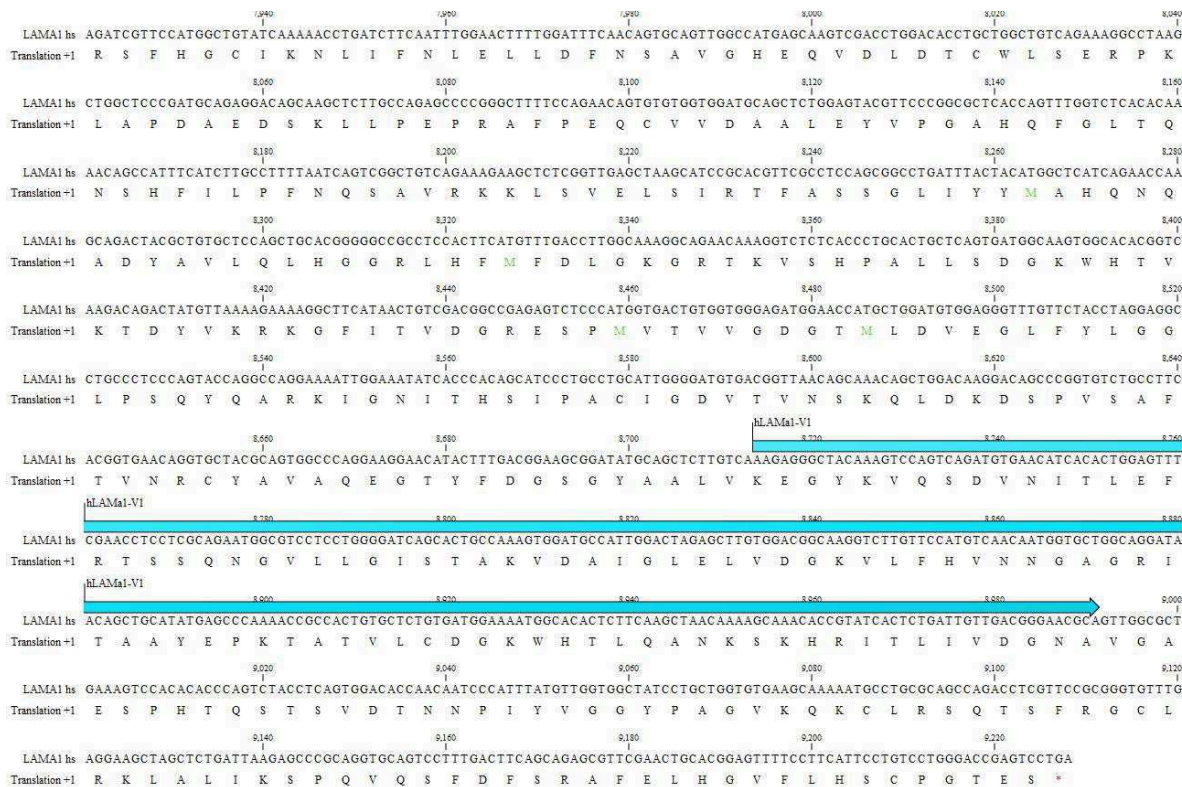 7,940 7,960 7,980 8,000 8,020 8,040
LAMA1 hs AGATCGTTCCATGGCTGTATCAAAAACCTGATCTTCAATTTGGAACTTTTGGATTTCAACAGTGCAGTTGGCCATGAGCAAGTCGACCTGGACACCTGCTGGCTGTCAGAAAGGCCTAAG
Translation +1 R S F H G C I K N L I F N L E L L D F N S A V G H E Q V D L D T C W L S E R P K
8,060 8,080 8,100 8,120 8,140 8,160
LAMA1 hs CTGGCTCCCGATGCAGAGGACAGCAAGCTCTTGCCAGAGCCCCGGGCTTTTCCAGAACAGTGTGTGGTGGATGCAGCTCTGGAGTACGTTCCCGGCGCTCACCAGTTTGGTCTCACACAA
Translation +1 L A P D A E D S K L L P E P R A F P E Q C V V D A A L E Y V P G A H Q F G L T Q
8,180 8,200 8,220 8,240 8,260 8,280
LAMA1 hs AACAGCCATTTCATCTTGCCTTTTAATCAGTCGGCTGTCAGAAAGAAGCTCTCGGTTGAGCTAAGCATCCGCACGTTCGCCTCCAGCGGCCTGATTTACTACATGGCTCATCAGAACCAA
Translation +1 N S H F I L P F N Q S A V R K K L S V E L S I R T F A S S G L I Y Y M A H Q N Q
8,300 8,320 8,340 8,360 8,380 8,400
LAMA1 hs GCAGACTACGCTGTGCTCCAGCTGCACGGGGGCCGCCTCCACTTCATGTTTGACCTTGGCAAAGGCAGAACAAAGGTCTCTCACCCTGCACTGCTCAGTGATGGCAAGTGGCACACGGTC
Translation +1 A D Y A V L Q L H G G R L H F M F D L G K G R T K V S H P A L L S D G K W H T V
8,420 8,440 8,460 8,480 8,500 8,520
LAMA1 hs AAGACAGACTATGTTAAAAGAAAAGGCTTCATAACTGTCGACGGCCGAGAGTCTCCCATGGTGACTGTGGTGGGAGATGGAACCATGCTGGATGTGGAGGGTTTGTTCTACCTAGGAGGC
Translation +1 K T D Y V K R K G F I T V D G R E S P M V T V V G D G T M L D V E G L F Y L G G
8,540 8,560 8,580 8,600 8,620 8,640
LAMA1 hs CTGCCCTCCCAGTACCAGGCCAGGAAAATTGGAAATATCACCCACAGCATCCCTGCCTGCATTGGGGATGTGACGGTTAACAGCAAACAGCTGGACAAGGACAGCCCGGTGTCTGCCTTC
Translation +1 L P S Q Y Q A R K I G N I T H S I P A C I G D V T V N S K Q L D K D S P V S A F
hLAMa1-V1
8,660 8,680 8,700 8,720 8,740 8,760
LAMA1 hs ACGGTGAACAGGTGCTACGCAGTGGCCCAGGAAGGAACATACTTTGACGGAAGCGGATATGCAGCTCTTGTCAAAGAGGGCTACAAAGTCCAGTCAGATGTGAACATCACACTGGAGTTT
Translation +1 T V N R C Y A V A Q E G T Y F D G S G Y A A L V K E G Y K V Q S D V N I T L E F
hLAMa1-V1
8,780 8,800 8,820 8,840 8,860 8,880
LAMA1 hs CGAACCTCCTCGCAGAATGGCGTCCTCCTGGGGATCAGCACTGCCAAAGTGGATGCCATTGGACTAGAGCTTGTGGACGGCAAGGTCTTGTTCCATGTCAACAATGGTGCTGGCAGGATA
Translation +1 R T S S Q N G V L L G I S T A K V D A I G L E L V D G K V L F H V N N G A G R I
hLAMa1-V1
8,900 8,920 8,940 8,960 8,980 9,000
LAMA1 hs ACAGCTGCATATGAGCCCAAAACCGCCACTGTGCTCTGTGATGGAAAATGGCACACTCTTCAAGCTAACAAAAGCAAACACCGTATCACTCTGATTGTTGACGGGAACGCAGTTGGCGCT
Translation +1 T A A Y E P K T A T V L C D G K W H T L Q A N K S K H R I T L I V D G N A V G A
9,020 9,040 9,060 9,080 9,100 9,120
LAMA1 hs GAAAGTCCACACACCCAGTCTACCTCAGTGGACACCAACAATCCCATTTATGTTGGTGGCTATCCTGCTGGTGTGAAGCAAAAATGCCTGCGCAGCCAGACCTCGTTCCGCGGGTGTTTG
Translation +1 E S P H T Q S T S V D T N N P I Y V G G Y P A G V K Q K C L R S Q T S F R G C L
9,140 9,160 9,180 9,200 9,220
LAMA1 hs AGGAAGCTAGCTCTGATTAAGAGCCCGCAGGTGCAGTCCTTTGACTTCAGCAGAGCGTTCGAACTGCACGGAGTTTTCCTTCATTCCTGTCCTGGGACCGAGTCCTGA
Translation +1 R K L A L I K S P Q V Q S F D F S R A F E L H G V F L H S C P G T E S *